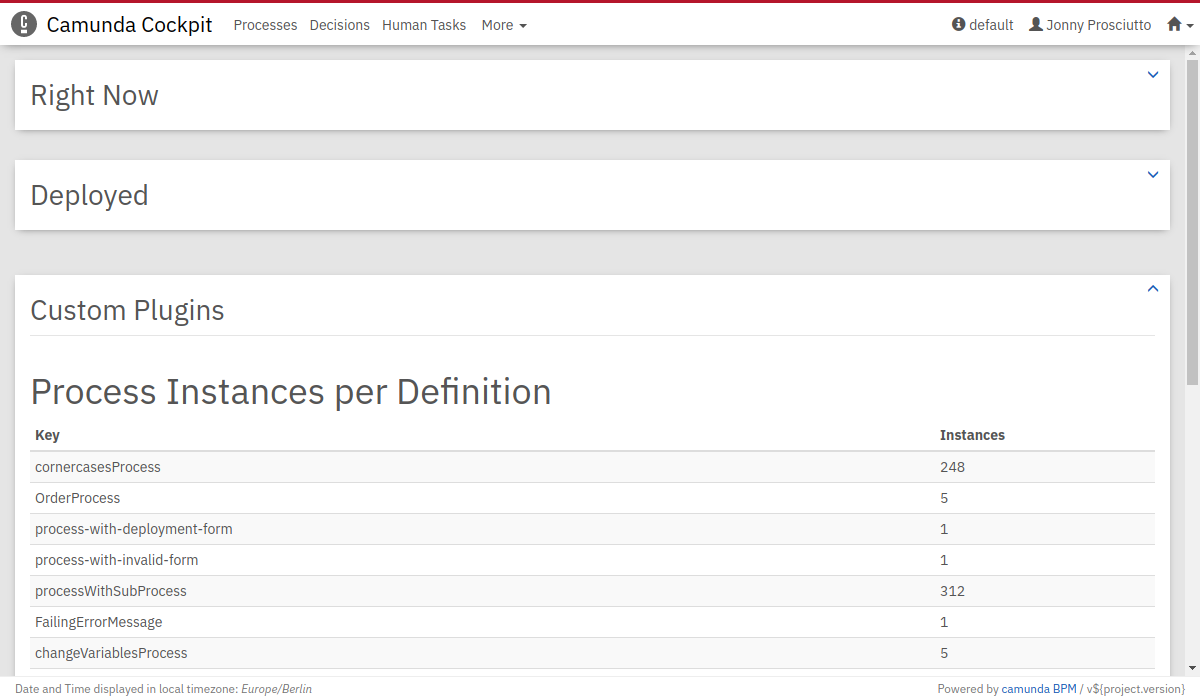 Camunda Cockpit Processes Decisions Human Tasks More default Jonny Prosciutto
Right Now
Deployed
Custom Plugins
Process Instances per Definition
Key Instances
cornercasesProcess 248
OrderProcess 5
process-with-deployment-form 1
process-with-invalid-form 1
processWithSubProcess 312
FailingErrorMessage 1
changeVariablesProcess 5
Date and Time displayed in local timezone: Europe/Berlin Powered by camunda BPM / v${project.version}